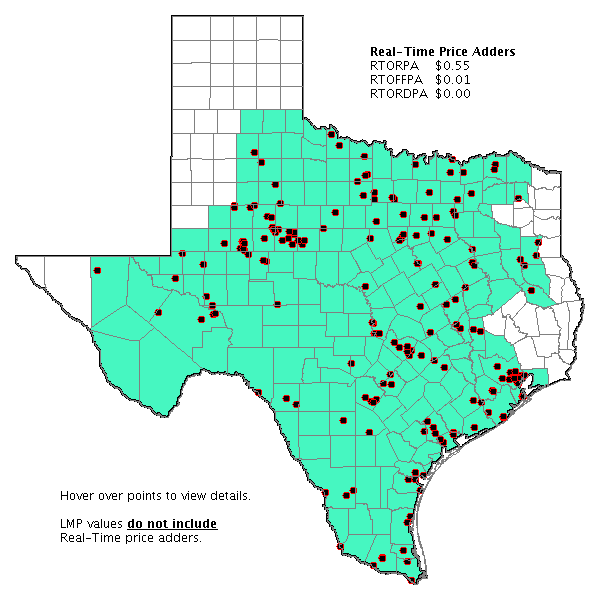 Real-Time Price Adders
RTORPA $0.55
RTOFFPA $0.01
RTORDPA $0.00
Hover over points to view details.
LMP values do not include
Real-Time price adders.